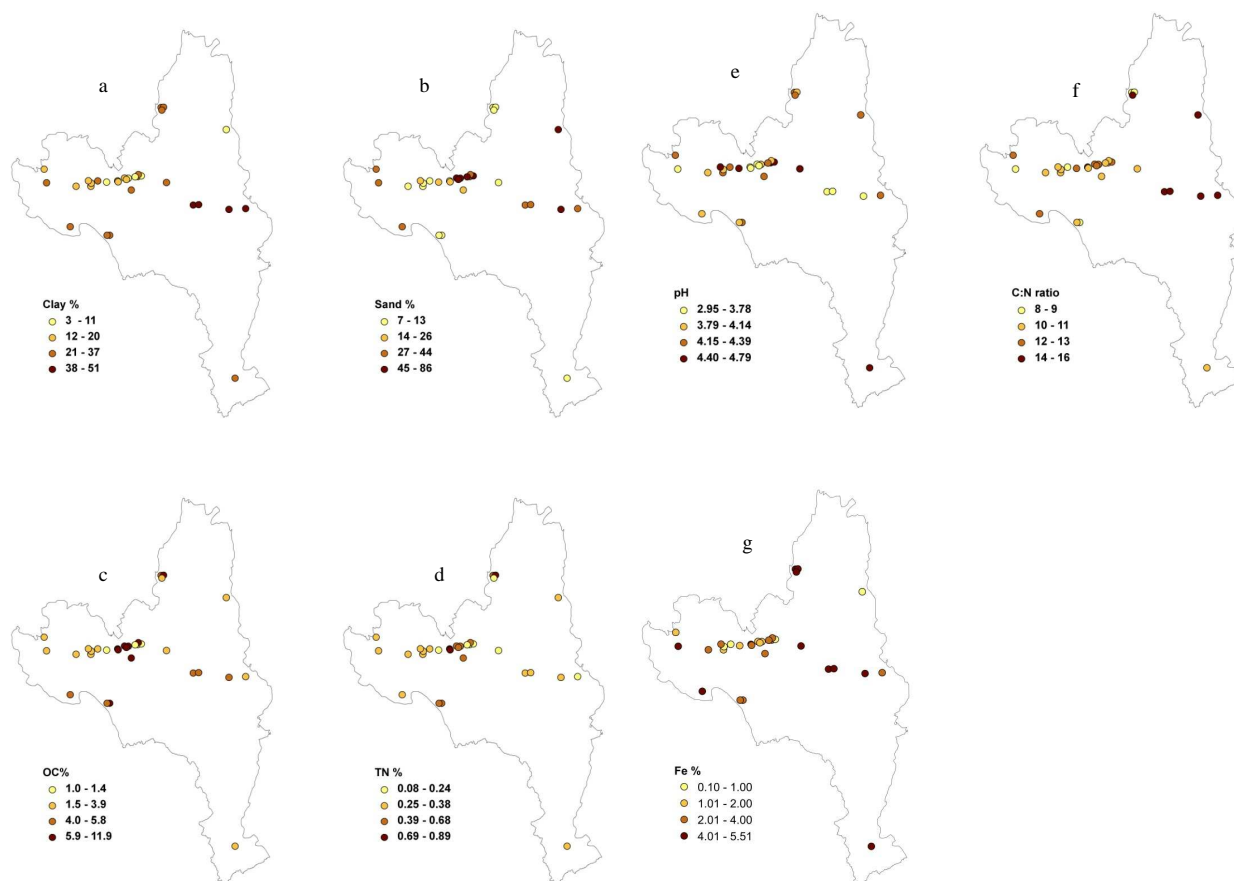 a
Clay %
3 - 11
12 - 20
21 - 37
38 - 51
b
Sand %
7 - 13
14 - 26
27 - 44
45 - 86
e
pH
2.95 - 3.78
3.79 - 4.14
4.15 - 4.39
4.40 - 4.79
f
C:N ratio
8 - 9
10 - 11
12 - 13
14 - 16
c
OC%
1.0 - 1.4
1.5 - 3.9
4.0 - 5.8
5.9 - 11.9
d
TN %
0.08 - 0.24
0.25 - 0.38
0.39 - 0.68
0.69 - 0.89
g
Fe %
0.10 - 1.00
1.01 - 2.00
2.01 - 4.00
4.01 - 5.51